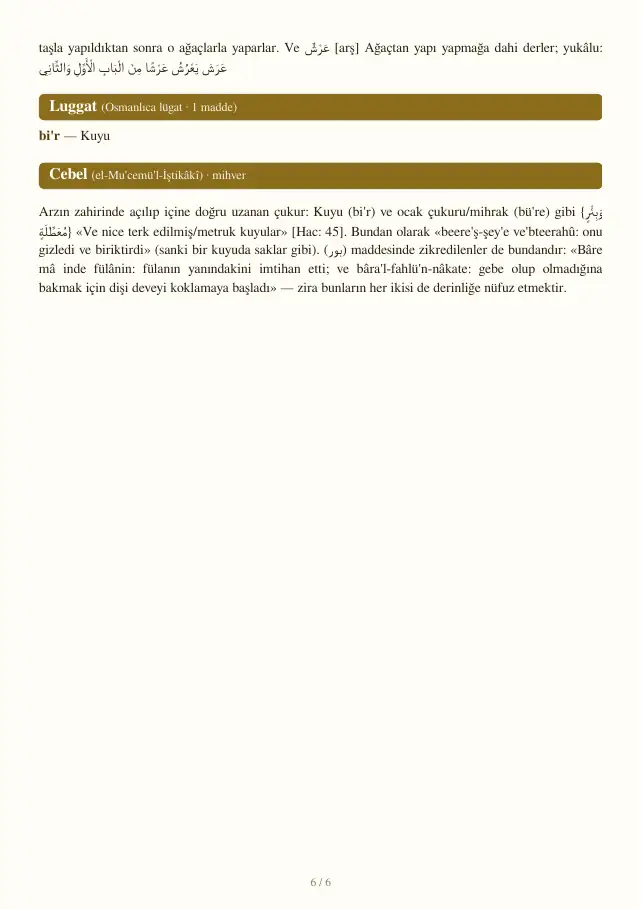 taşla yapıldıktan sonra o ağaçlarla yaparlar. Ve عَرْشٌ [arş] Ağaçtan yapı yapmağa dahi derler; yukâlu:
عَرَشَ يَعْرُشُ عَرْشًا مِنَ الْبَابِ الْأَوَّلِ وَالثَّانِي
Luggat (Osmanlıca lügat · 1 madde)
bi'r — Kuyu
Cebel (el-Mu'cemü'l-İştikâkî) · mihver
Arzın zahirinde açılıp içine doğru uzanan çukur: Kuyu (bi'r) ve ocak çukuru/mihrak (bü're) gibi {وَبِئْرٍ
مُّعَطَّلَةٍ} «Ve nice terk edilmiş/metruk kuyular» [Hac: 45]. Bundan olarak «beere'ş-şey'e ve'bteerahû: onu
gizledi ve biriktirdi» (sanki bir kuyuda saklar gibi). (بور) maddesinde zikredilenler de bundandır: «Bâre
mâ inde fülânin: fülanın yanındakini imtihan etti; ve bâra'l-fahlü'n-nâkate: gebe olup olmadığına
bakmak için dişi deveyi koklamaya başladı» — zira bunların her ikisi de derinliğe nüfuz etmektir.
6 / 6